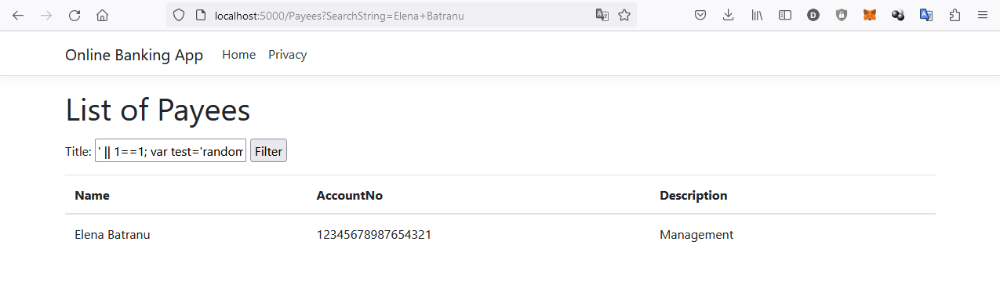 localhost:5000/Payees?SearchString=Elena+Batranu
D
Online Banking App Home Privacy
List of Payees
Title: ' || 1==1; var test='random Filter
Name AccountNo Description
Elena Batranu 12345678987654321 Management